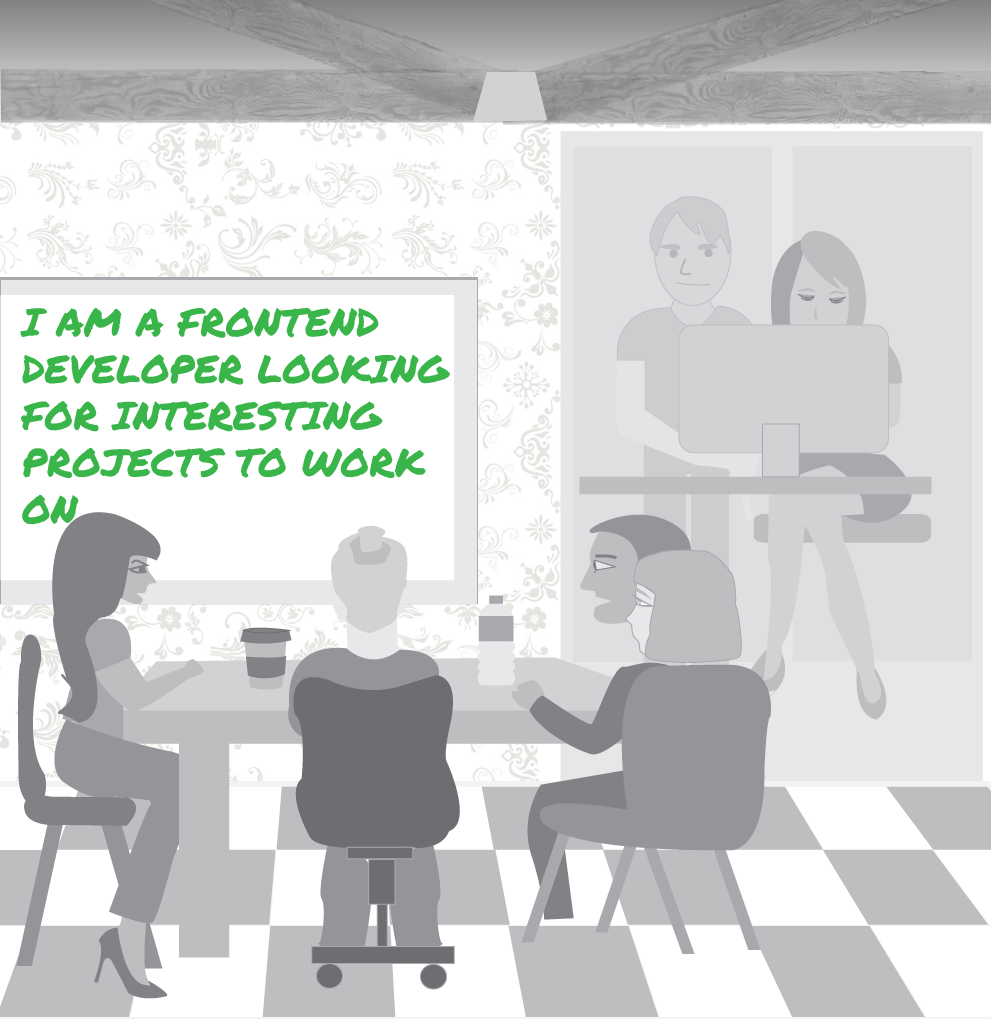 I AM A FRONTEND
DEVELOPER LOOKING
FOR INTERESTING
PROJECTS TO WORK
ON